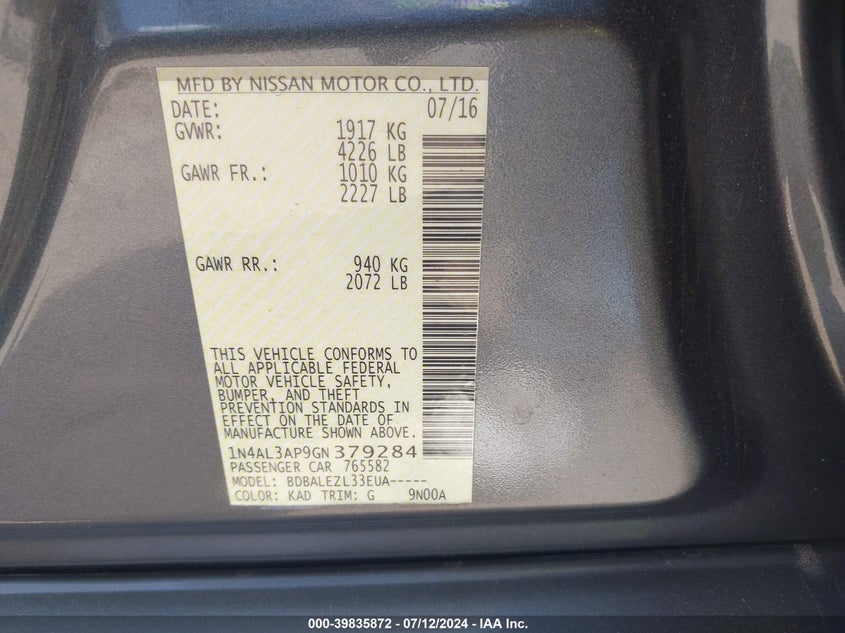 MFD BY NISSAN MOTOR CO., LTD.
DATE: 07/16
GVWR: 1917 KG
4226 LB
GAWR FR.: 1010 KG
2227 LB
GAWR RR.: 940 KG
2072 LB
THIS VEHICLE CONFORMS TO
ALL APPLICABLE FEDERAL
MOTOR VEHICLE SAFETY,
BUMPER, AND THEFT
PREVENTION STANDARDS IN
EFFECT ON THE DATE OF
MANUFACTURE SHOWN ABOVE.
1N4AL3AP9GN 379284
PASSENGER CAR 765582
MODEL: BDBALEZL33EUA-----
COLOR: KAD TRIM: G 9N00A
000-39835872 - 07/12/2024 - IAA Inc.